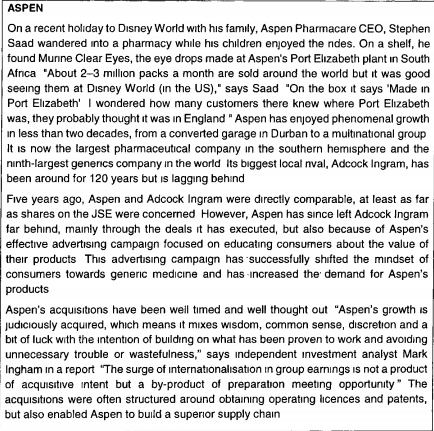 ASPEN
On a recent holiday to Disney World with his family, Aspen Pharmacare CEO, Stephen
Saad wandered into a pharmacy while his children enjoyed the rides. On a shelf, he
found Murine Clear Eyes, the eye drops made at Aspen's Port Elizabeth plant in South
Africa "About 2–3 million packs a month are sold around the world but it was good
seeing them at Disney World (in the US)," says Saad "On the box it says 'Made in
Port Elizabeth' I wondered how many customers there knew where Port Elizabeth
was, they probably thought it was in England " Aspen has enjoyed phenomenal growth
in less than two decades, from a converted garage in Durban to a multinational group
It is now the largest pharmaceutical company in the southern hemisphere and the
ninth-largest generics company in the world Its biggest local rival, Adcock Ingram, has
been around for 120 years but is lagging behind
Five years ago, Aspen and Adcock Ingram were directly comparable, at least as far
as shares on the JSE were concerned However, Aspen has since left Adcock Ingram
far behind, mainly through the deals it has executed, but also because of Aspen's
effective advertising campaign focused on educating consumers about the value of
their products This advertising campaign has successfully shifted the mindset of
consumers towards generic medicine and has increased the demand for Aspen's
products
Aspen's acquisitions have been well timed and well thought out "Aspen's growth is
judiciously acquired, which means it mixes wisdom, common sense, discretion and a
bit of luck with the intention of building on what has been proven to work and avoiding
unnecessary trouble or wastefulness," says independent investment analyst Mark
Ingham in a report "The surge of internationalisation in group earnings is not a product
of acquisitive intent but a by-product of preparation meeting opportunity " The
acquisitions were often structured around obtaining operating licences and patents,
but also enabled Aspen to build a superior supply chain